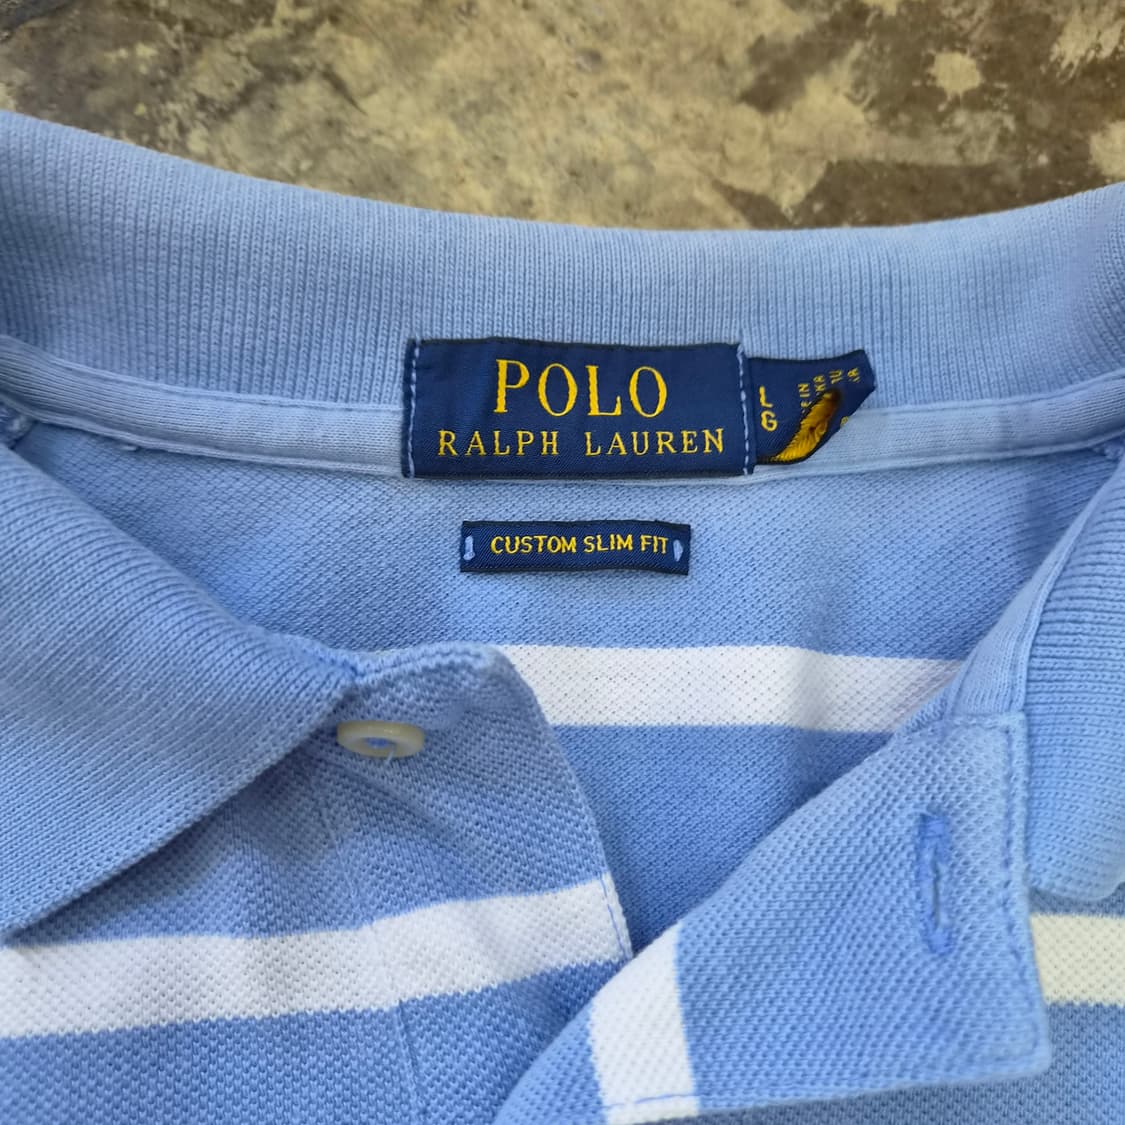 POLO
RALPH LAUREN
L
G
CUSTOM SLIM FIT